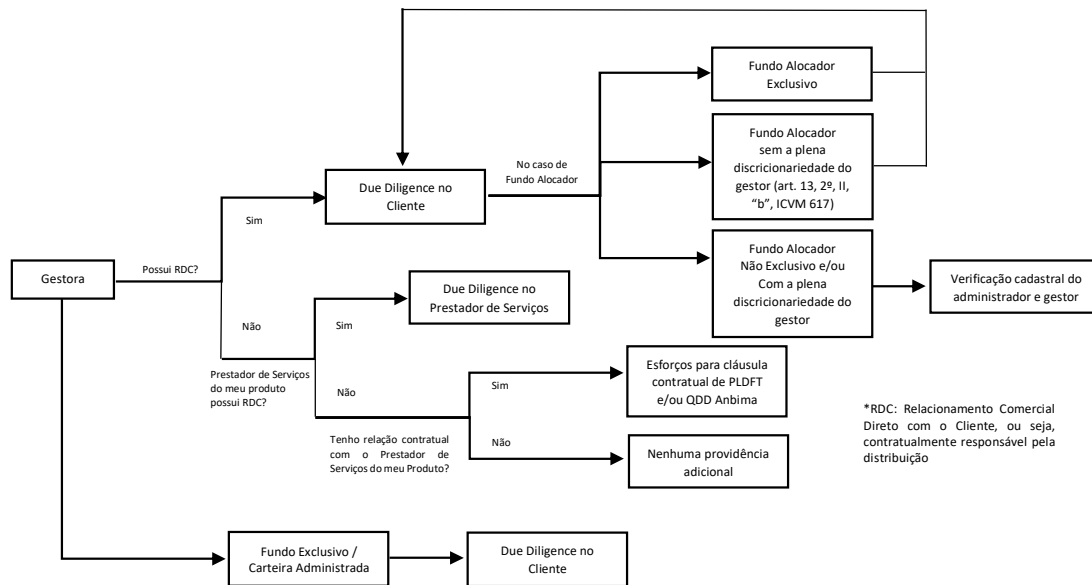 Fundo Alocador
Exclusivo
No caso de
Fundo Alocador
Fundo Alocador
sem a plena
discricionariedade do
gestor (art. 13, 2º, II,
“b”, ICVM 617)
Due Diligence no
Cliente
Sim
Gestora
Possui RDC?
Fundo Alocador
Não Exclusivo e/ou
Com a plena
discricionariedade do
gestor
Verificação cadastral do
administrador e gestor
Due Diligence no
Prestador de Serviços
Não
Sim
Prestador de Serviços
do meu produto
possui RDC?
Não
Sim
Esforços para cláusula
contratual de PLDFT
e/ou QDD Anbima
*RDC: Relacionamento Comercial
Direto com o Cliente, ou seja,
contratualmente responsável pela
distribuição
Tenho relação contratual
com o Prestador de
Serviços do meu Produto?
Não
Nenhuma providência
adicional
Fundo Exclusivo /
Carteira Administrada
Due Diligence no
Cliente